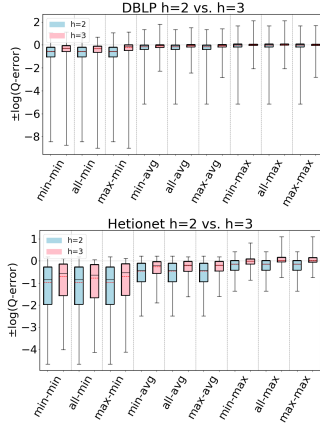 DBLP h=2 vs. h=3
±log(Q-error)
2
0
−2
−4
−6
−8
h=2
h=3
min-min
all-min
max-min
min-avg
all-avg
max-avg
min-max
all-max
max-max
Hetionet h=2 vs. h=3
±log(Q-error)
1
0
−1
−2
−3
−4
h=2
h=3
min-min
all-min
max-min
min-avg
all-avg
max-avg
min-max
all-max
max-max